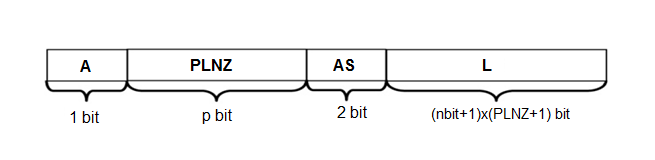 A PLNZ AS L
1 bit p bit 2 bit (nbit+1)x(PLNZ+1) bit